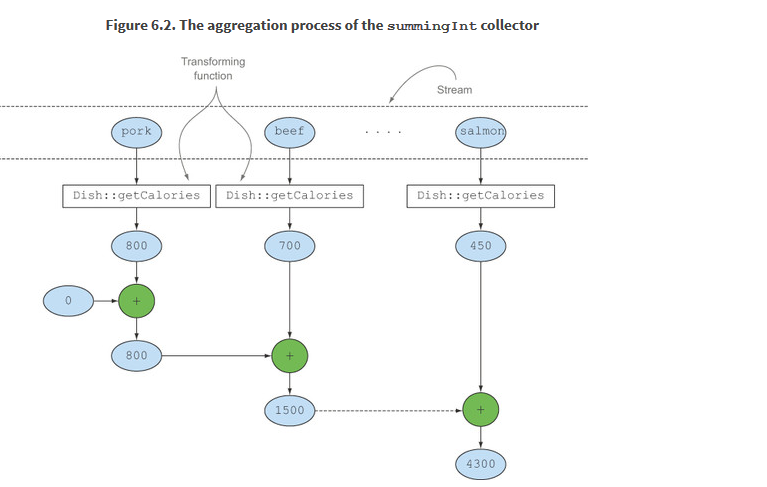 Figure 6.2. The aggregation process of the summingInt collector
Transforming
function
Stream
pork
beef
. . . .
salmon
Dish::getCalories
Dish::getCalories
Dish::getCalories
800
700
450
0
+
800
+
1500
+
4300